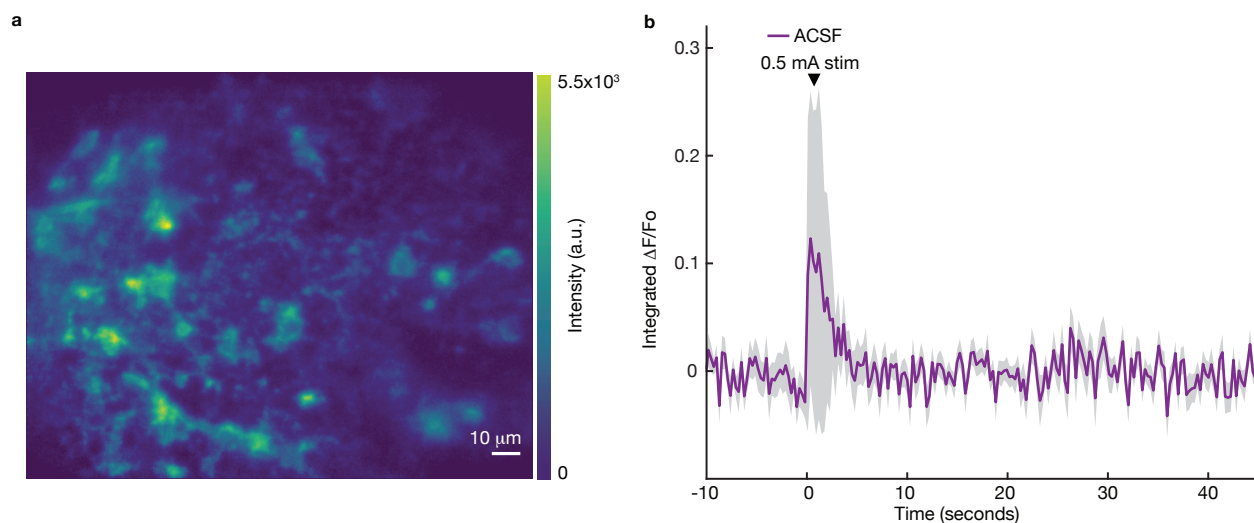 a
5.5x10³
Intensity (a.u.)
10 μm
0
b
ACSF
0.5 mA stim
Integrated ΔF/Fo
0.3
0.2
0.1
0
-10
0
10
20
30
40
Time (seconds)